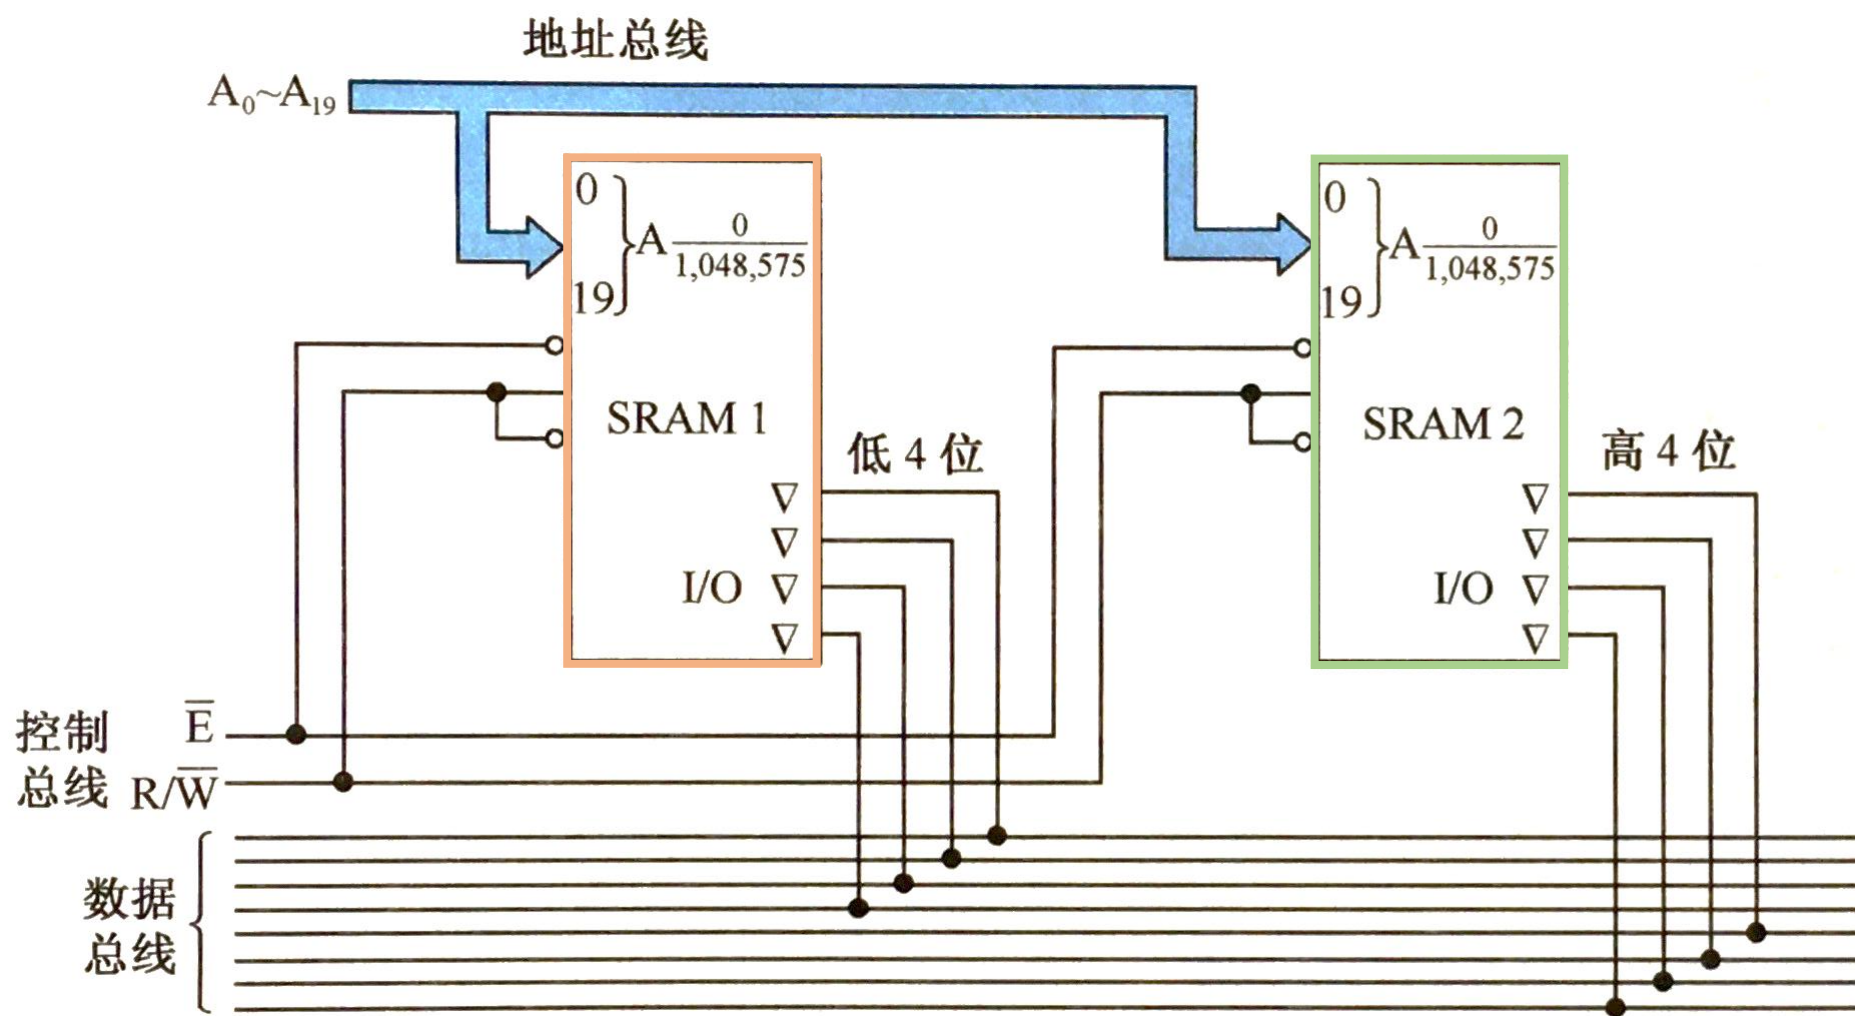 地址总线
A₀~A₁₉
0
19
A 0/1,048,575
SRAM 1
I/O
▽
▽
▽
▽
低 4 位
0
19
A 0/1,048,575
SRAM 2
I/O
▽
▽
▽
▽
高 4 位
控制
总线
E̅
R/W̅
数据
总线